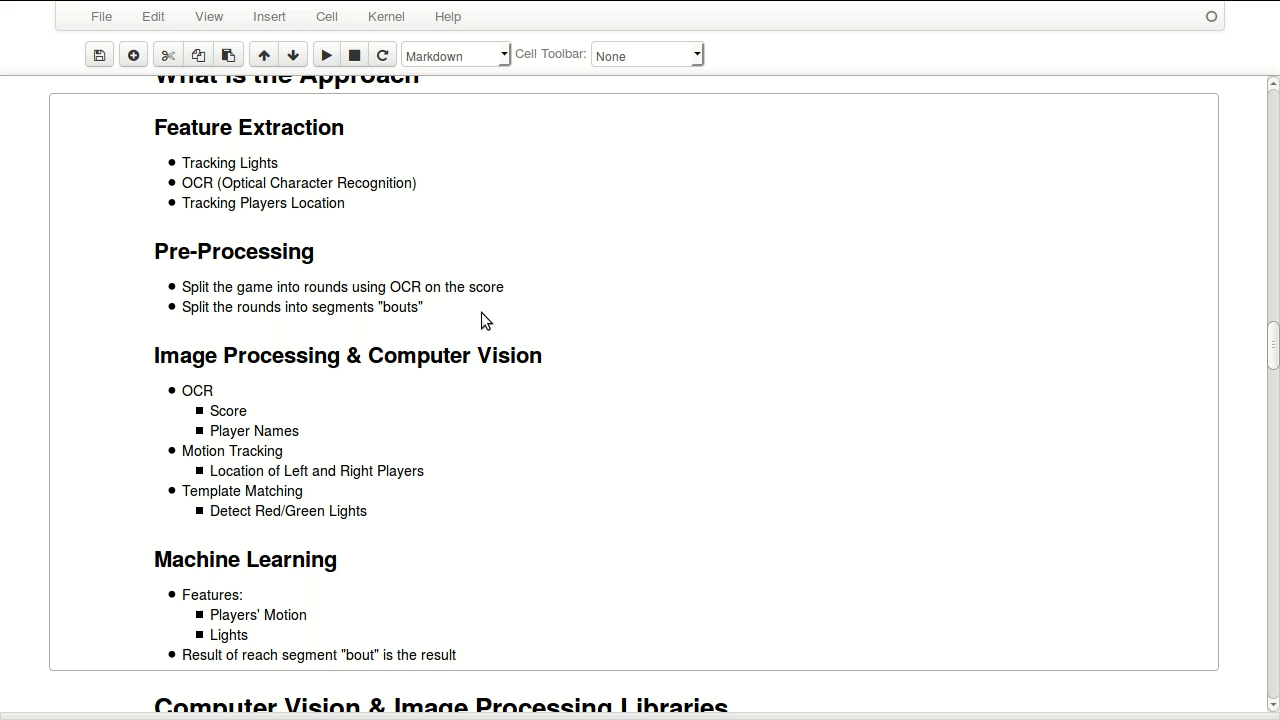 File Edit View Insert Cell Kernel Help
Markdown Cell Toolbar: None
What is the Approach
Feature Extraction
Tracking Lights
OCR (Optical Character Recognition)
Tracking Players Location
Pre-Processing
Split the game into rounds using OCR on the score
Split the rounds into segments "bouts"
Image Processing & Computer Vision
OCR
Score
Player Names
Motion Tracking
Location of Left and Right Players
Template Matching
Detect Red/Green Lights
Machine Learning
Features:
Players' Motion
Lights
Result of reach segment "bout" is the result
Computer Vision & Image Processing Libraries